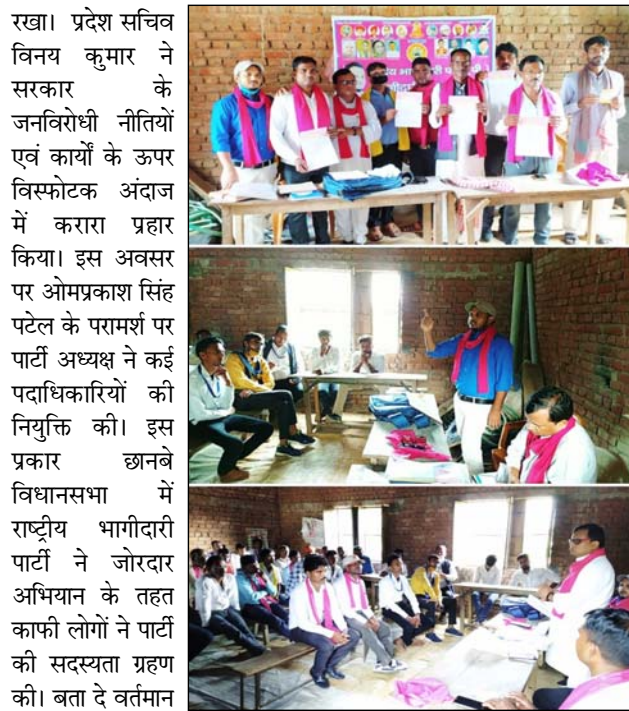 रखा। प्रदेश सचिव
विनय कुमार ने
सरकार के
जनविरोधी नीतियों
एवं कार्यों के ऊपर
विस्फोटक अंदाज
में करारा प्रहार
किया। इस अवसर
पर ओमप्रकाश सिंह
पटेल के परामर्श पर
पार्टी अध्यक्ष ने कई
पदाधिकारियों की
नियुक्ति की। इस
प्रकार छानबे
विधानसभा में
राष्ट्रीय भागीदारी
पार्टी ने जोरदार
अभियान के तहत
काफी लोगों ने पार्टी
की सदस्यता ग्रहण
की। बता दे वर्तमान